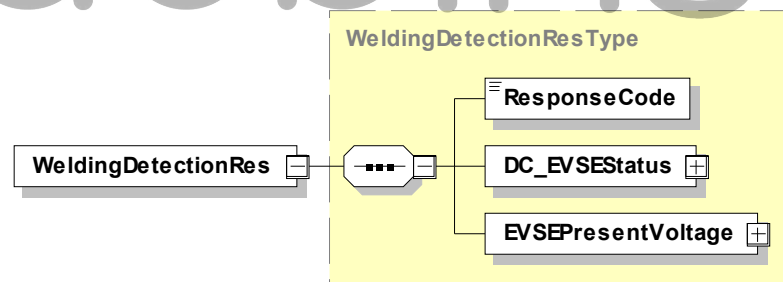 WeldingDetectionResType
ResponseCode
WeldingDetectionRes
DC_EVSEStatus
EVSEPresentVoltage